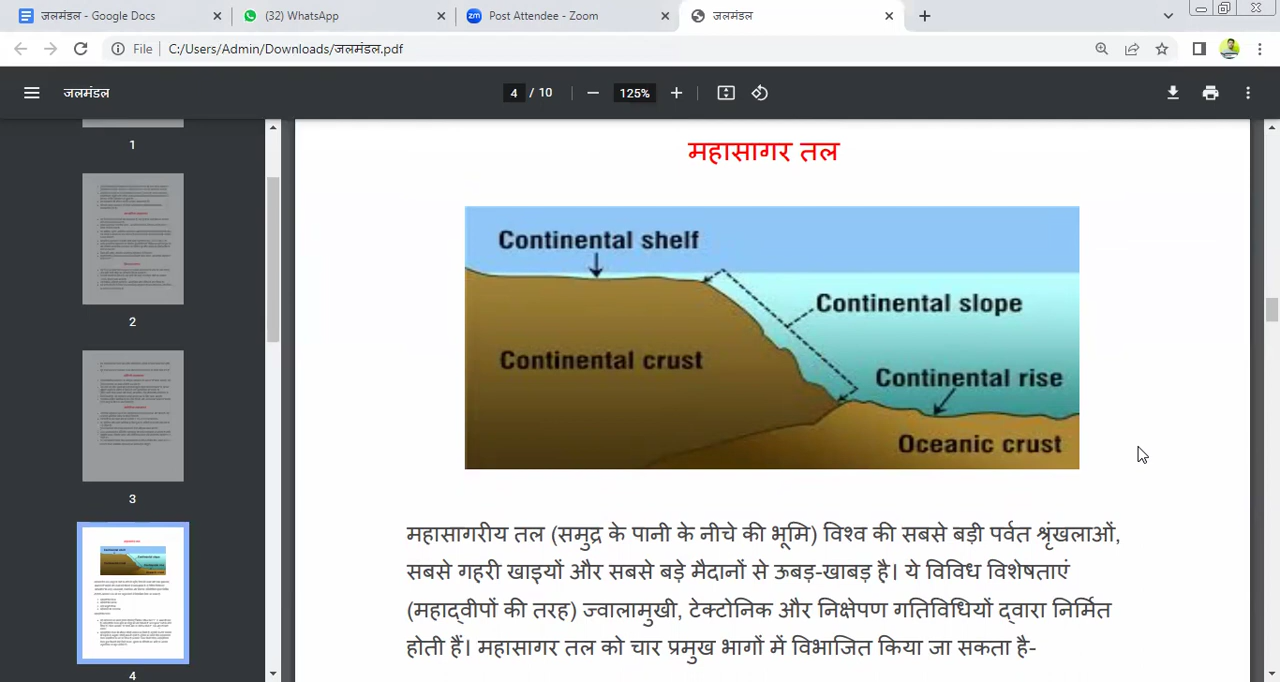 जलमंडल - Google Docs
(32) WhatsApp
zm Post Attendee - Zoom
जलमंडल
File C:/Users/Admin/Downloads/जलमंडल.pdf
जलमंडल
4 / 10
125%
1
2
3
4
महासागर तल
Continental shelf
Continental slope
Continental crust
Continental rise
Oceanic crust
महासागरीय तल (समुद्र के पानी के नीचे की भूमि) विश्व की सबसे बड़ी पर्वत श्रृंखलाओं,
सबसे गहरी खाइयों और सबसे बड़े मैदानों से ऊबड़-खाबड़ है। ये विविध विशेषताएं
(महाद्वीपों की तरह) ज्वालामुखी, टेक्टोनिक और निक्षेपण गतिविधियों द्वारा निर्मित
होती हैं। महासागर तल को चार प्रमुख भागों में विभाजित किया जा सकता है-